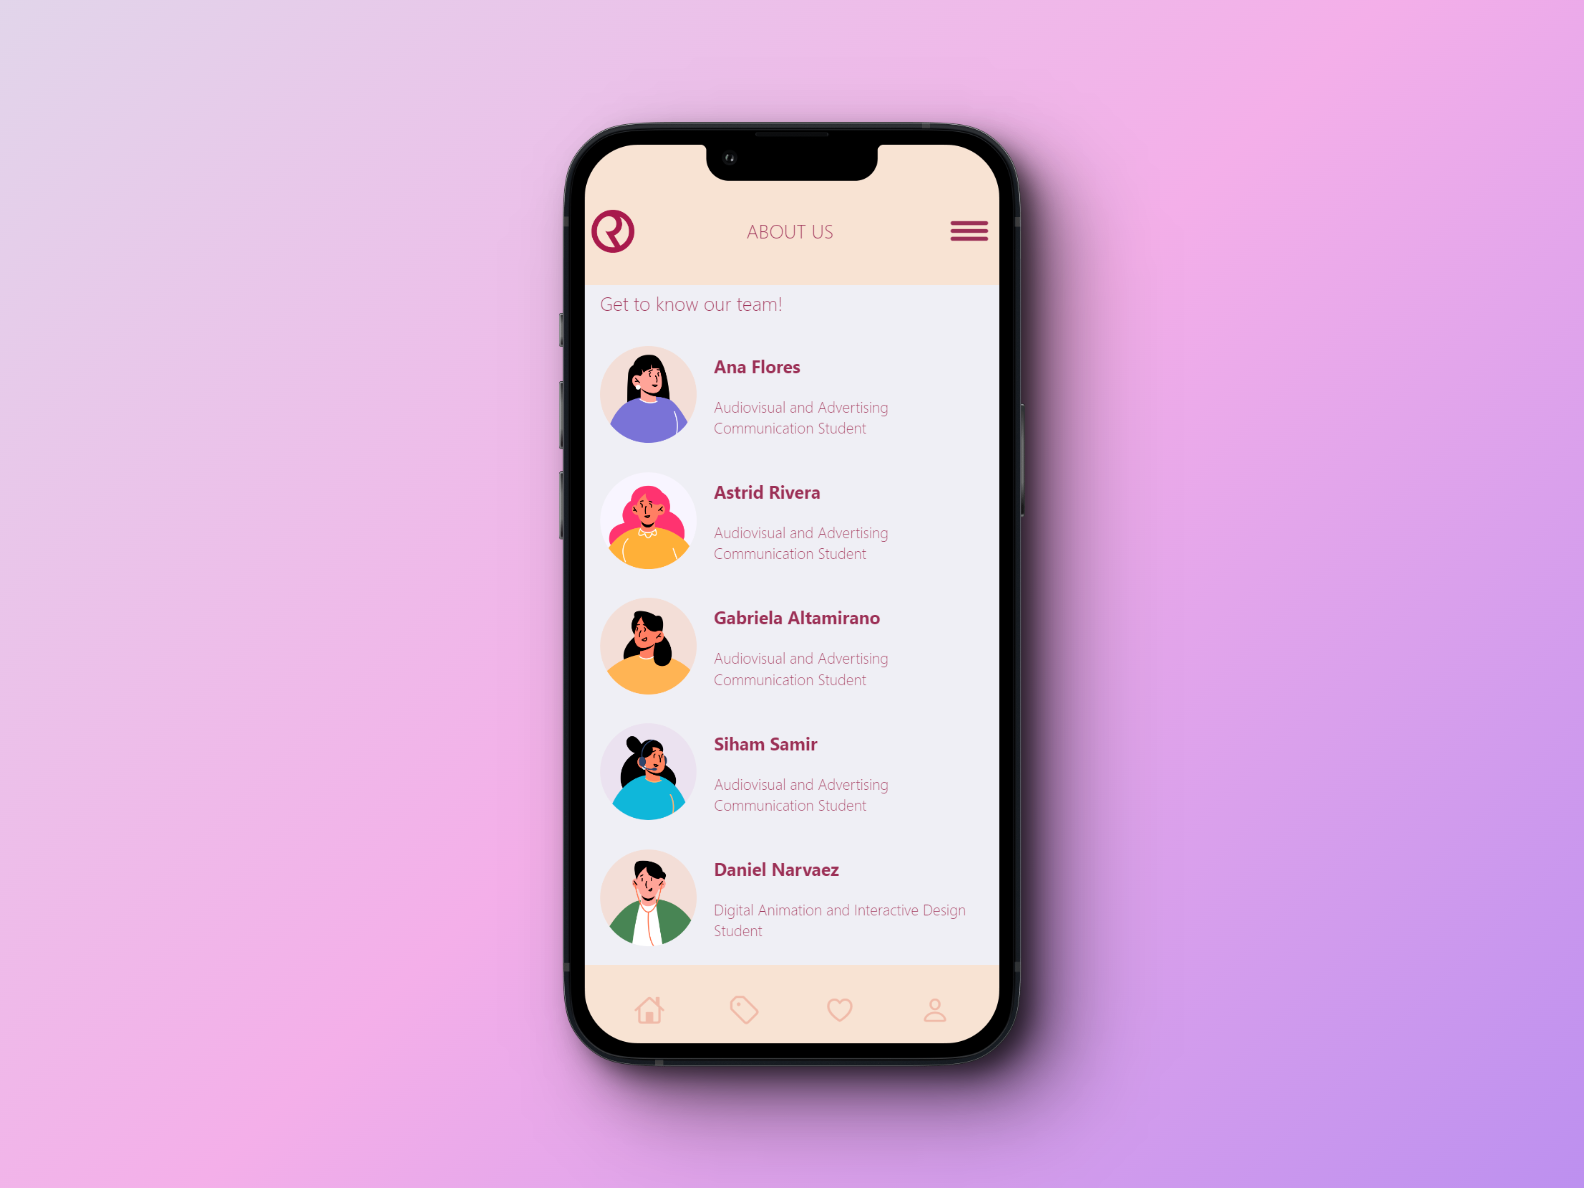 ABOUT US
Get to know our team!
Ana Flores
Audiovisual and Advertising
Communication Student
Astrid Rivera
Audiovisual and Advertising
Communication Student
Gabriela Altamirano
Audiovisual and Advertising
Communication Student
Siham Samir
Audiovisual and Advertising
Communication Student
Daniel Narvaez
Digital Animation and Interactive Design
Student